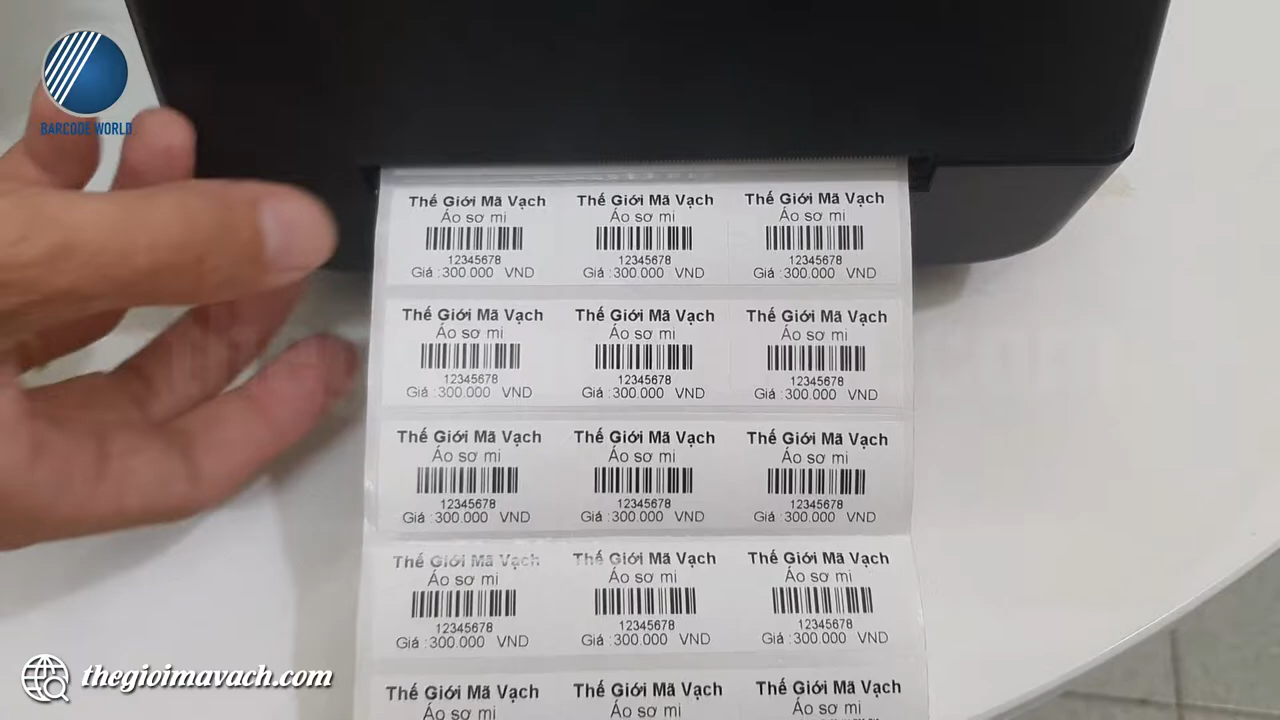 BARCODE WORLD
Thế Giới Mã Vạch Thế Giới Mã Vạch Thế Giới Mã Vạch
Áo sơ mi Áo sơ mi Áo sơ mi
12345678 12345678 12345678
Giá :300.000 VND Giá :300.000 VND Giá :300.000 VND
Thế Giới Mã Vạch Thế Giới Mã Vạch Thế Giới Mã Vạch
Áo sơ mi Áo sơ mi Áo sơ mi
12345678 12345678 12345678
Giá :300.000 VND Giá :300.000 VND Giá :300.000 VND
Thế Giới Mã Vạch Thế Giới Mã Vạch Thế Giới Mã Vạch
Áo sơ mi Áo sơ mi Áo sơ mi
12345678 12345678 12345678
Giá :300.000 VND Giá :300.000 VND Giá :300.000 VND
Thế Giới Mã Vạch Thế Giới Mã Vạch Thế Giới Mã Vạch
Áo sơ mi Áo sơ mi Áo sơ mi
12345678 12345678 12345678
Giá :300.000 VND Giá :300.000 VND Giá :300.000 VND
Thế Giới Mã Vạch Thế Giới Mã Vạch Thế Giới Mã Vạch
Áo sơ mi Áo sơ mi Áo sơ mi
thegioimavach.com